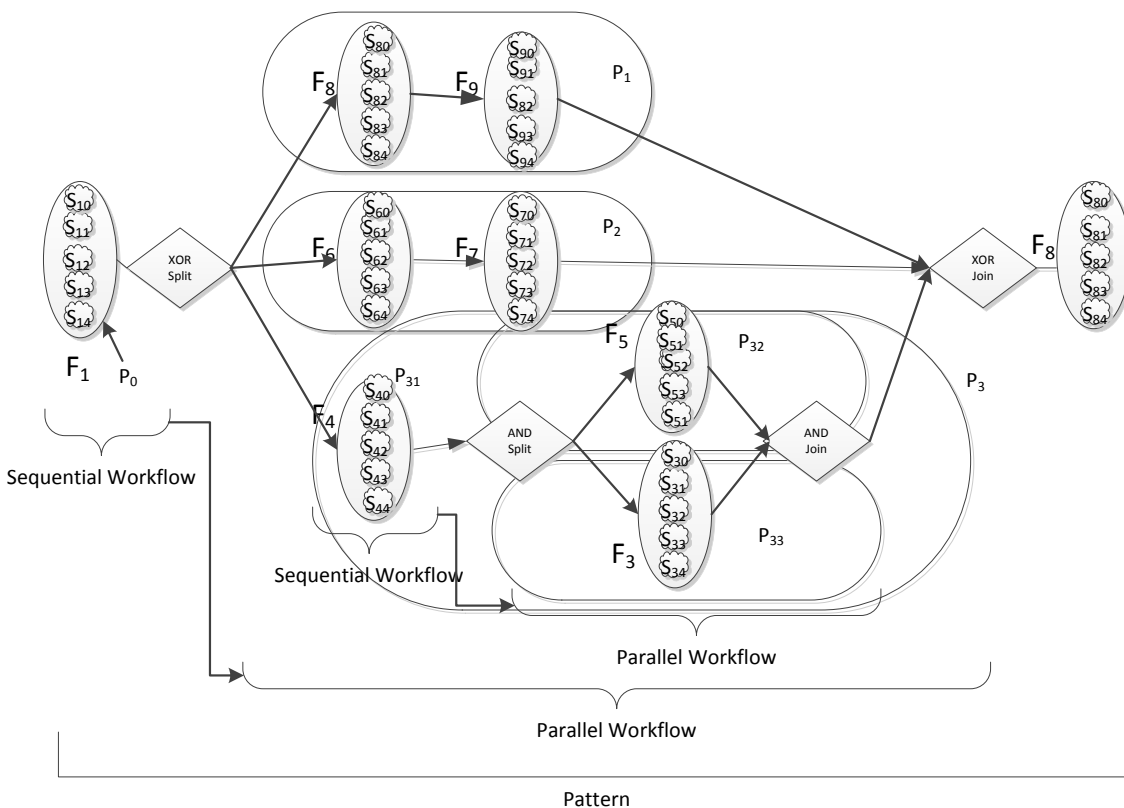 S80
S81
S82
S83
S84
F8
S90
S91
S82
S93
S94
F9
P1
S10
S11
S12
S13
S14
F1
P0
XOR
Split
S60
S61
S62
S63
S64
F6
S70
S71
S72
S73
S74
F7
P2
XOR
Join
F8
S80
S81
S82
S83
S84
P31
S40
S41
S42
S43
S44
F4
AND
Split
F5
S50
S51
S52
S53
S51
P32
P3
AND
Join
S30
S31
S32
S33
S34
F3
P33
Sequential Workflow
Sequential Workflow
Parallel Workflow
Parallel Workflow
Pattern